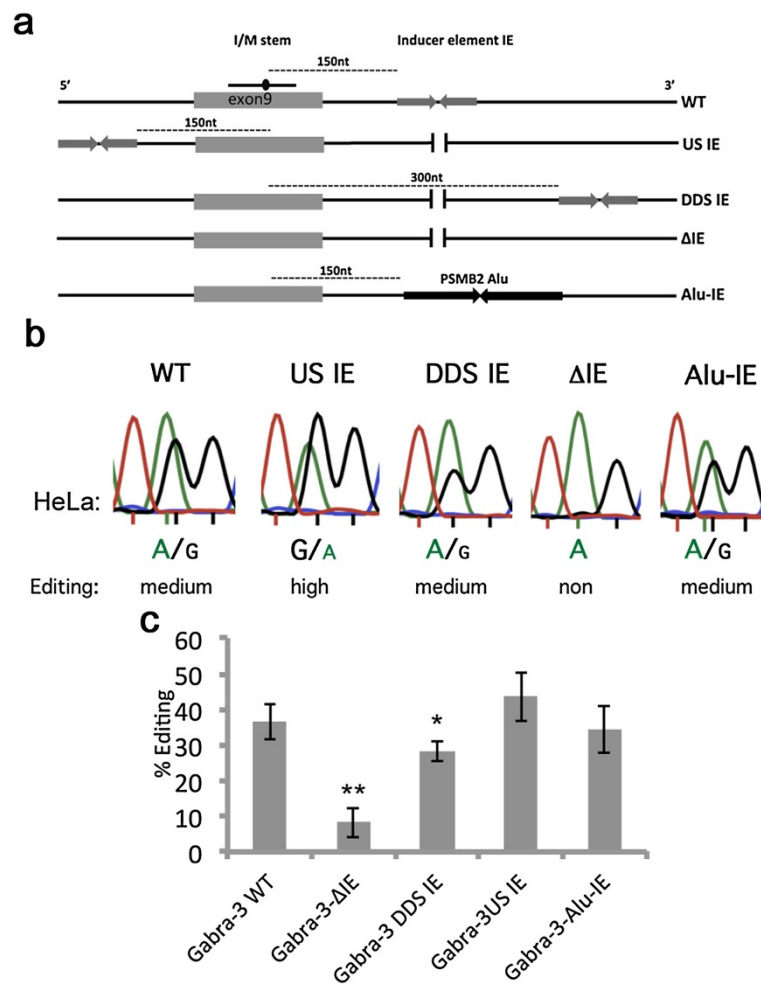 a
I/M stem
Inducer element IE
150nt
5’
3’
exon9
WT
150nt
US IE
300nt
DDS IE
ΔIE
150nt
PSMB2 Alu
Alu-IE
b
WT US IE DDS IE ΔIE Alu-IE
HeLa:
A/G G/A A/G A A/G
Editing: medium high medium non medium
c
% Editing
60
50
40
30
20
10
0
*
**
Gabra-3 WT
Gabra-3-ΔIE
Gabra-3 DDS IE
Gabra-3US IE
Gabra-3-Alu-IE